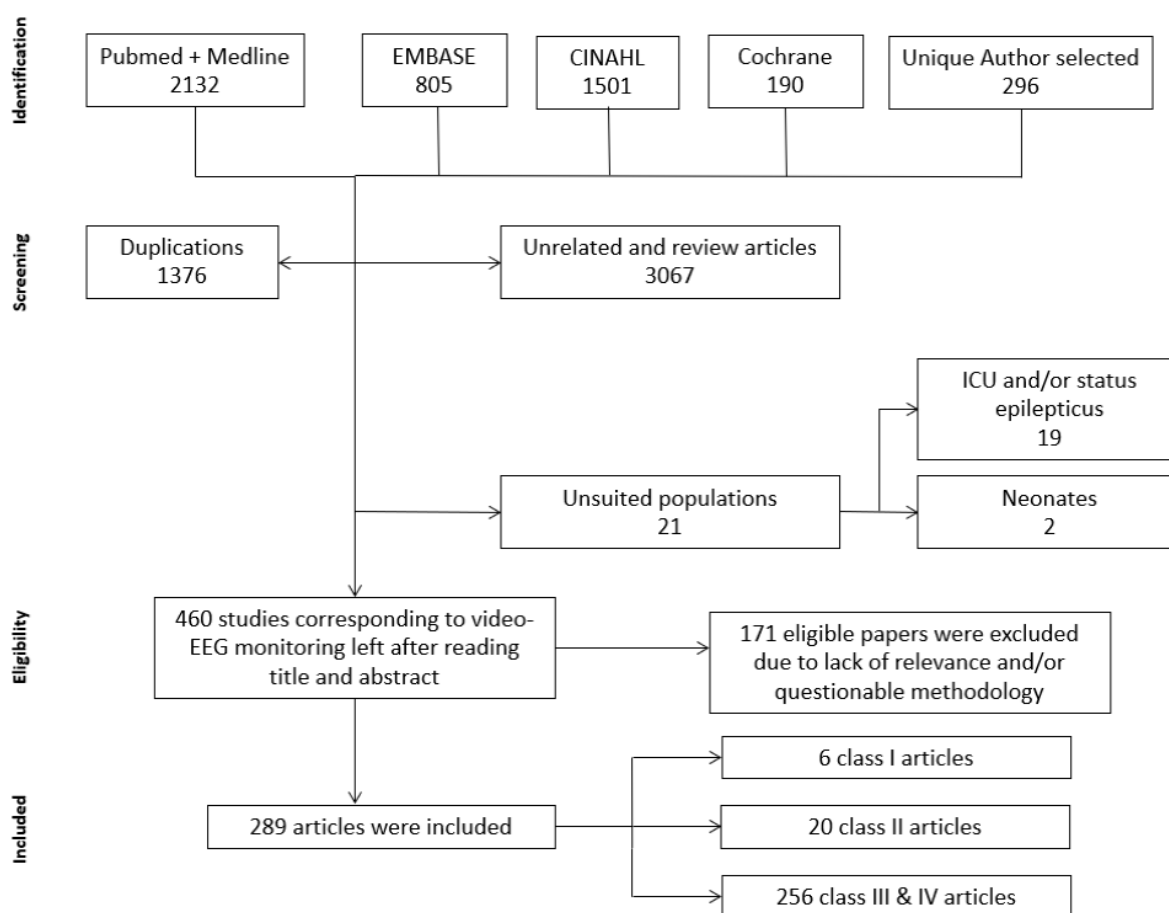 Identification
Pubmed + Medline
2132
EMBASE
805
CINAHL
1501
Cochrane
190
Unique Author selected
296
Screening
Duplications
1376
Unrelated and review articles
3067
ICU and/or status
epilepticus
19
Unsuited populations
21
Neonates
2
Eligibility
460 studies corresponding to video-
EEG monitoring left after reading
title and abstract
171 eligible papers were excluded
due to lack of relevance and/or
questionable methodology
Included
289 articles were included
6 class I articles
20 class II articles
256 class III & IV articles